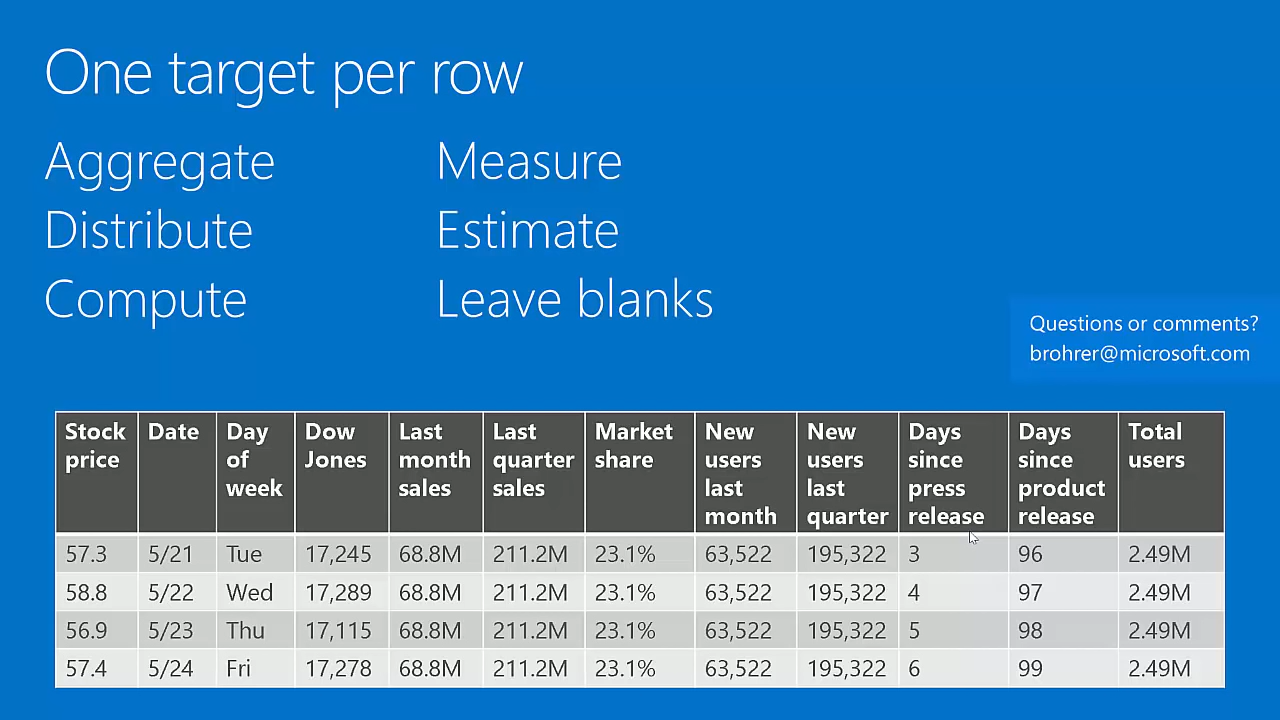 One target per row
Aggregate Measure
Distribute Estimate
Compute Leave blanks
Questions or comments?
brohrer@microsoft.com
Stock price Date Day of week Dow Jones Last month sales Last quarter sales Market share New users last month New users last quarter Days since press release Days since product release Total users
57.3 5/21 Tue 17,245 68.8M 211.2M 23.1% 63,522 195,322 3 96 2.49M
58.8 5/22 Wed 17,289 68.8M 211.2M 23.1% 63,522 195,322 4 97 2.49M
56.9 5/23 Thu 17,115 68.8M 211.2M 23.1% 63,522 195,322 5 98 2.49M
57.4 5/24 Fri 17,278 68.8M 211.2M 23.1% 63,522 195,322 6 99 2.49M